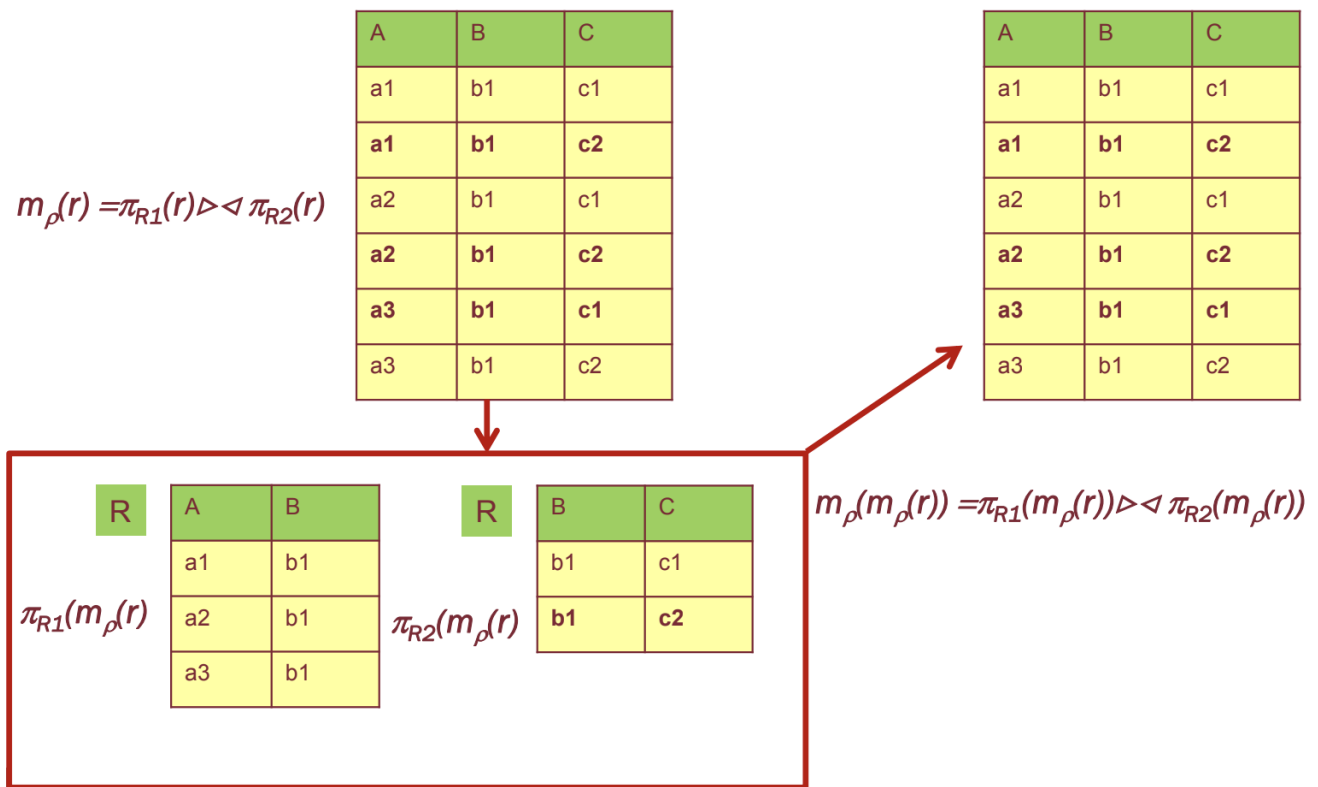 A B C
a1 b1 c1
a1 b1 c2
a2 b1 c1
a2 b1 c2
a3 b1 c1
a3 b1 c2
mρ(r) =πR1(r)⊳⊲ πR2(r)
A B C
a1 b1 c1
a1 b1 c2
a2 b1 c1
a2 b1 c2
a3 b1 c1
a3 b1 c2
R
A B
a1 b1
a2 b1
a3 b1
πR1(mρ(r)
R
B C
b1 c1
b1 c2
πR2(mρ(r)
mρ(mρ(r)) =πR1(mρ(r))⊳⊲ πR2(mρ(r))